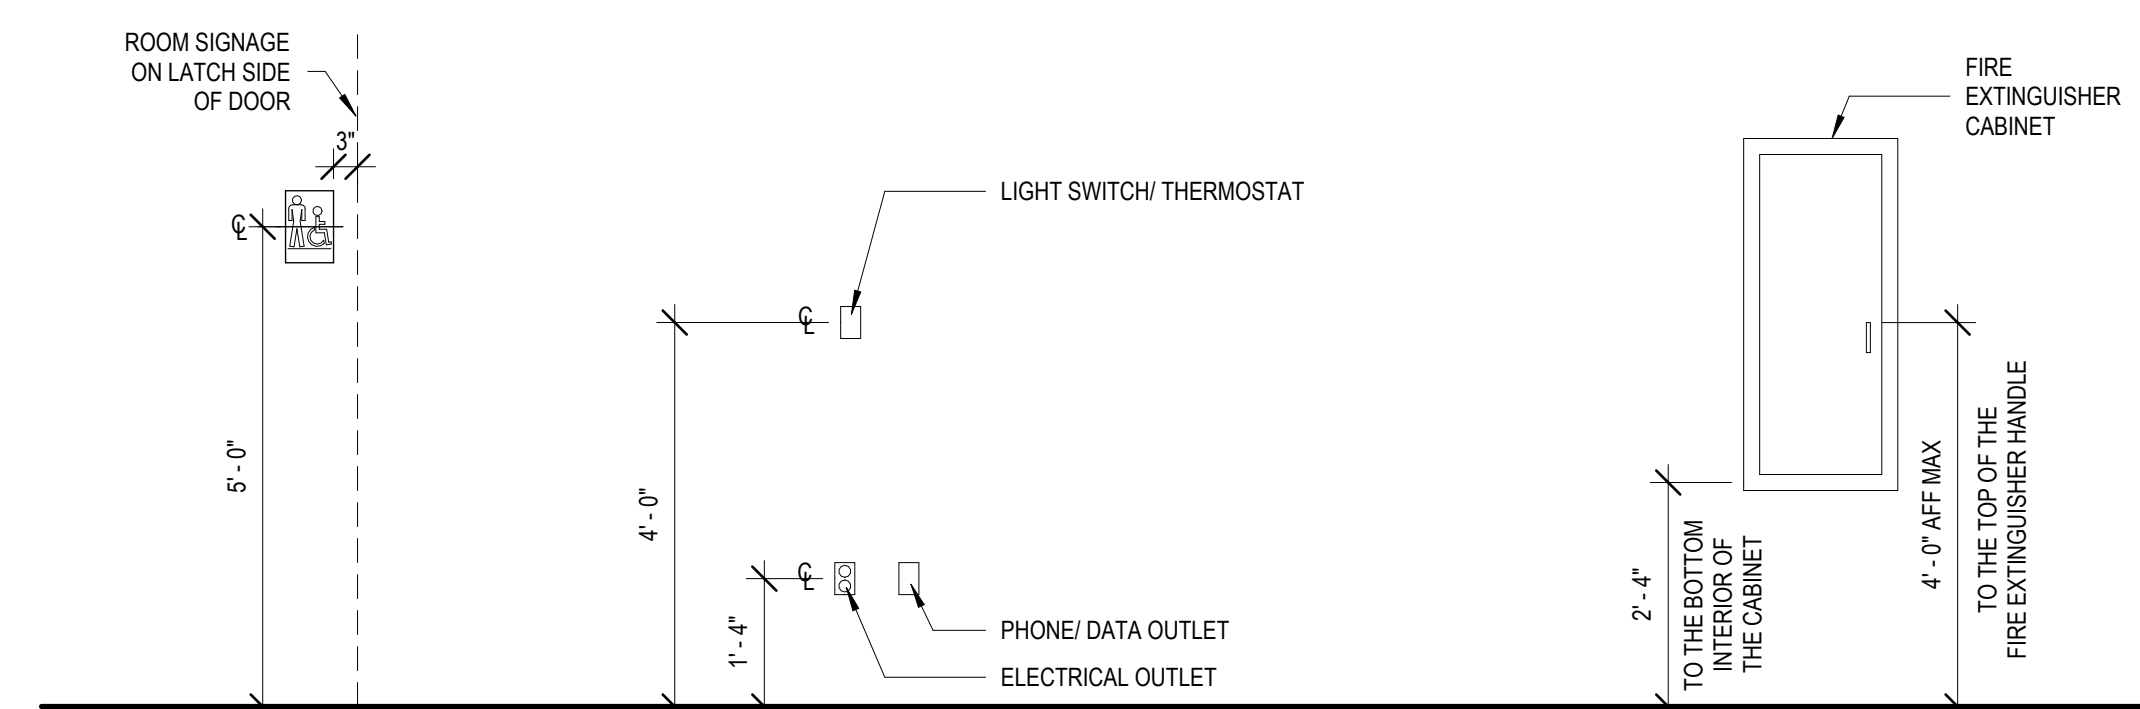 ROOM SIGNAGE
ON LATCH SIDE
OF DOOR
3"
℄
5' - 0"
LIGHT SWITCH/ THERMOSTAT
℄
4' - 0"
℄
1' - 4"
PHONE/ DATA OUTLET
ELECTRICAL OUTLET
FIRE
EXTINGUISHER
CABINET
2' - 4"
TO THE BOTTOM
INTERIOR OF
THE CABINET
4' - 0" AFF MAX
TO THE TOP OF THE
FIRE EXTINGUISHER HANDLE